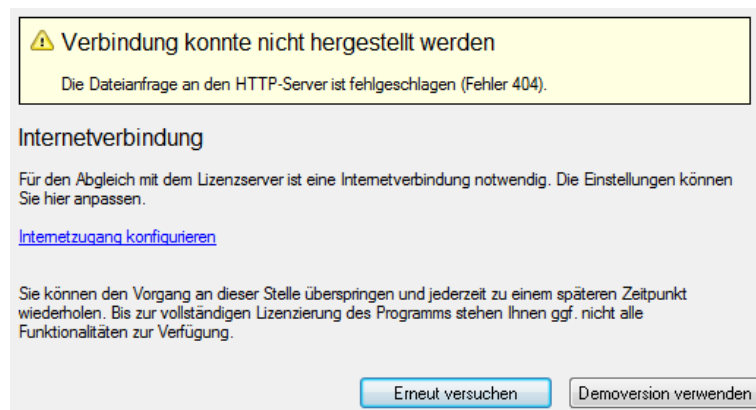 Verbindung konnte nicht hergestellt werden
Die Dateianfrage an den HTTP-Server ist fehlgeschlagen (Fehler 404).
Internetverbindung
Für den Abgleich mit dem Lizenzserver ist eine Internetverbindung notwendig. Die Einstellungen können
Sie hier anpassen.
Internetzugang konfigurieren
Sie können den Vorgang an dieser Stelle überspringen und jederzeit zu einem späteren Zeitpunkt
wiederholen. Bis zur vollständigen Lizenzierung des Programms stehen Ihnen ggf. nicht alle
Funktionalitäten zur Verfügung.
Erneut versuchen
Demoversion verwenden